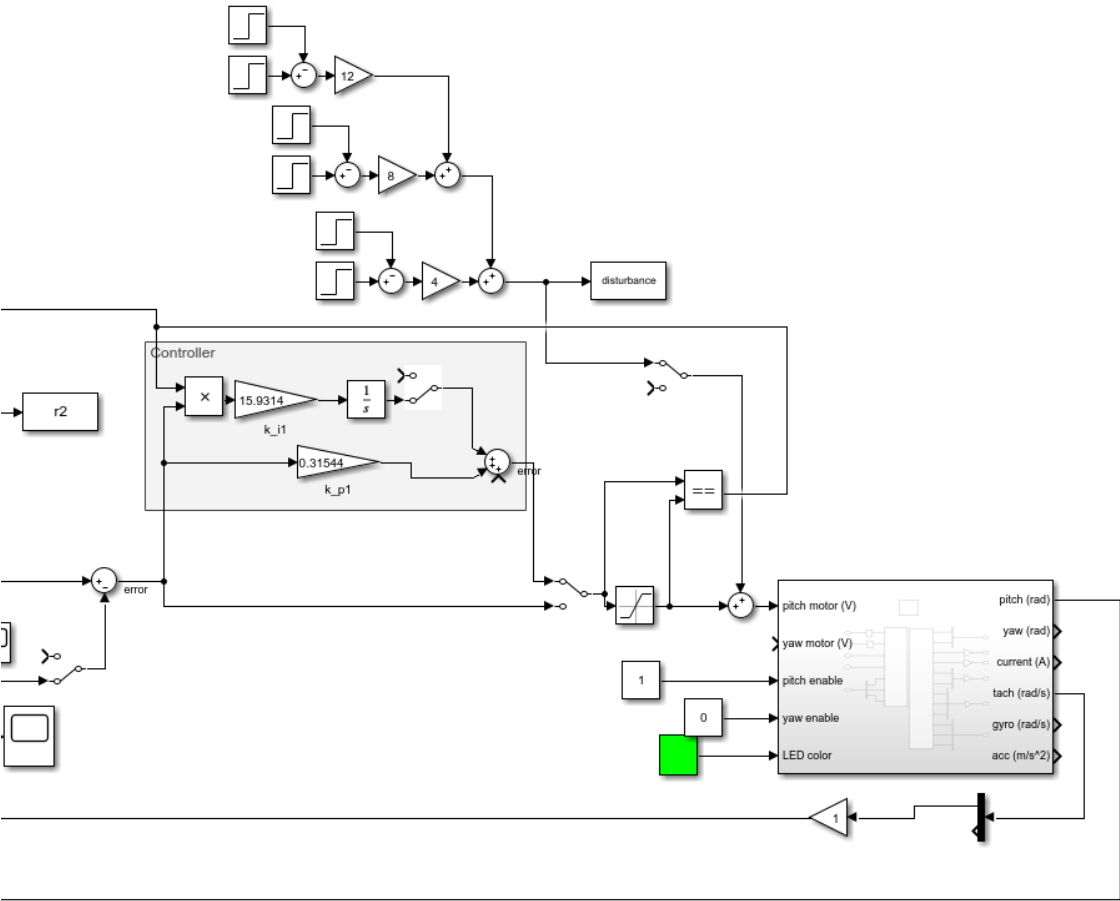 12
8
4
disturbance
Controller
r2
×
15.9314
1
s
k_i1
0.31544
k_p1
error
==
error
pitch motor (V)
pitch (rad)
yaw motor (V)
yaw (rad)
current (A)
1
pitch enable
tach (rad/s)
0
yaw enable
gyro (rad/s)
LED color
acc (m/s^2)
1